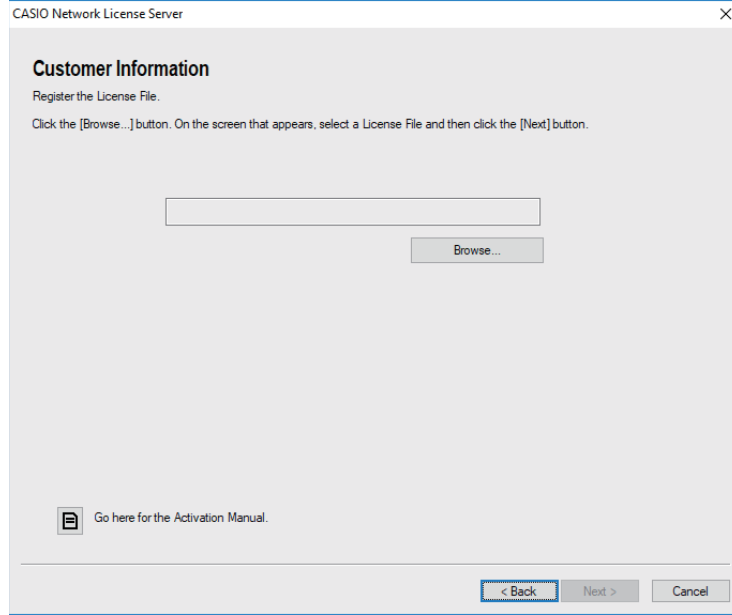 CASIO Network License Server
Customer Information
Register the License File.
Click the [Browse...] button. On the screen that appears, select a License File and then click the [Next] button.
Browse...
Go here for the Activation Manual.
< Back Next > Cancel